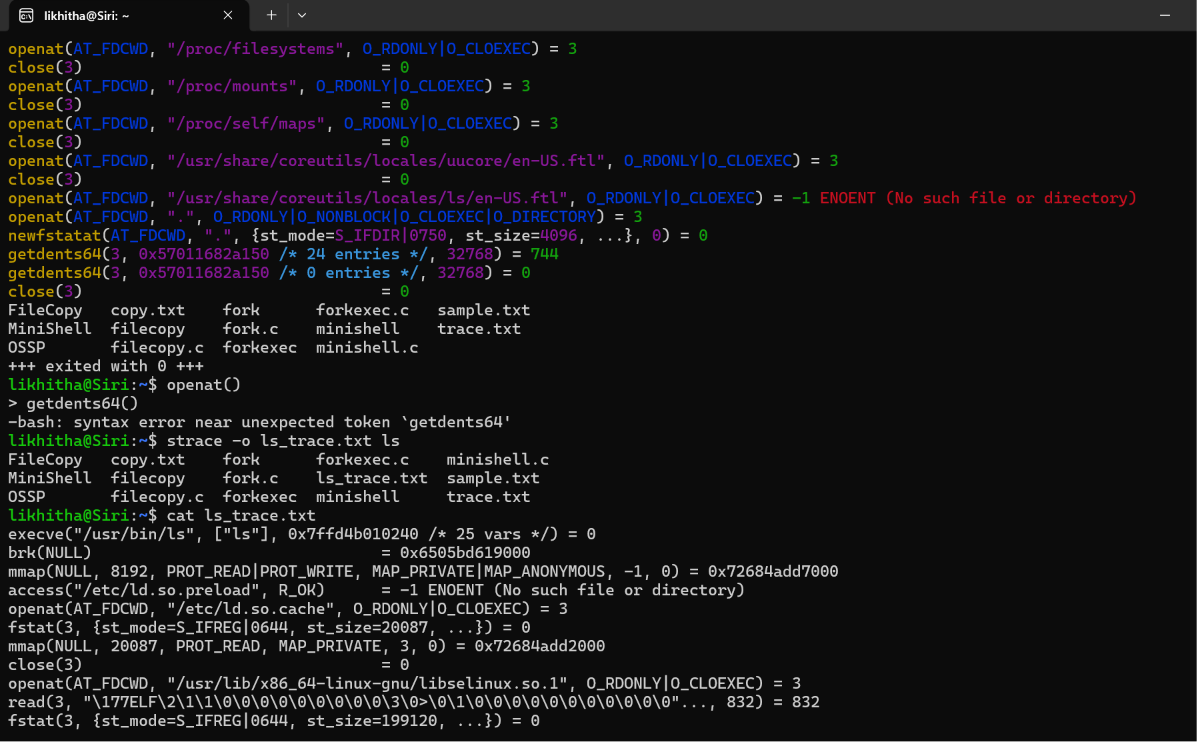 likhitha@Siri: ~
openat(AT_FDCWD, "/proc/filesystems", O_RDONLY|O_CLOEXEC) = 3
close(3)                                = 0
openat(AT_FDCWD, "/proc/mounts", O_RDONLY|O_CLOEXEC) = 3
close(3)                                = 0
openat(AT_FDCWD, "/proc/self/maps", O_RDONLY|O_CLOEXEC) = 3
close(3)                                = 0
openat(AT_FDCWD, "/usr/share/coreutils/locales/uucore/en-US.ftl", O_RDONLY|O_CLOEXEC) = 3
close(3)                                = 0
openat(AT_FDCWD, "/usr/share/coreutils/locales/ls/en-US.ftl", O_RDONLY|O_CLOEXEC) = -1 ENOENT (No such file or directory)
openat(AT_FDCWD, ".", O_RDONLY|O_NONBLOCK|O_CLOEXEC|O_DIRECTORY) = 3
newfstatat(AT_FDCWD, ".", {st_mode=S_IFDIR|0750, st_size=4096, ...}, 0) = 0
getdents64(3, 0x57011682a150 /* 24 entries */, 32768) = 744
getdents64(3, 0x57011682a150 /* 0 entries */, 32768) = 0
close(3)                                = 0
FileCopy   copy.txt    fork      forkexec.c   sample.txt
MiniShell  filecopy    fork.c    minishell    trace.txt
OSSP       filecopy.c  forkexec  minishell.c
+++ exited with 0 +++
likhitha@Siri:~$ openat()
> getdents64()
-bash: syntax error near unexpected token `getdents64'
likhitha@Siri:~$ strace -o ls_trace.txt ls
FileCopy   copy.txt    fork      forkexec.c    minishell.c
MiniShell  filecopy    fork.c    ls_trace.txt  sample.txt
OSSP       filecopy.c  forkexec  minishell     trace.txt
likhitha@Siri:~$ cat ls_trace.txt
execve("/usr/bin/ls", ["ls"], 0x7ffd4b010240 /* 25 vars */) = 0
brk(NULL)                               = 0x6505bd619000
mmap(NULL, 8192, PROT_READ|PROT_WRITE, MAP_PRIVATE|MAP_ANONYMOUS, -1, 0) = 0x72684add7000
access("/etc/ld.so.preload", R_OK)      = -1 ENOENT (No such file or directory)
openat(AT_FDCWD, "/etc/ld.so.cache", O_RDONLY|O_CLOEXEC) = 3
fstat(3, {st_mode=S_IFREG|0644, st_size=20087, ...}) = 0
mmap(NULL, 20087, PROT_READ, MAP_PRIVATE, 3, 0) = 0x72684add2000
close(3)                                = 0
openat(AT_FDCWD, "/usr/lib/x86_64-linux-gnu/libselinux.so.1", O_RDONLY|O_CLOEXEC) = 3
read(3, "\177ELF\2\1\1\0\0\0\0\0\0\0\0\0\3\0>\0\1\0\0\0\0\0\0\0\0\0\0\0"..., 832) = 832
fstat(3, {st_mode=S_IFREG|0644, st_size=199120, ...}) = 0